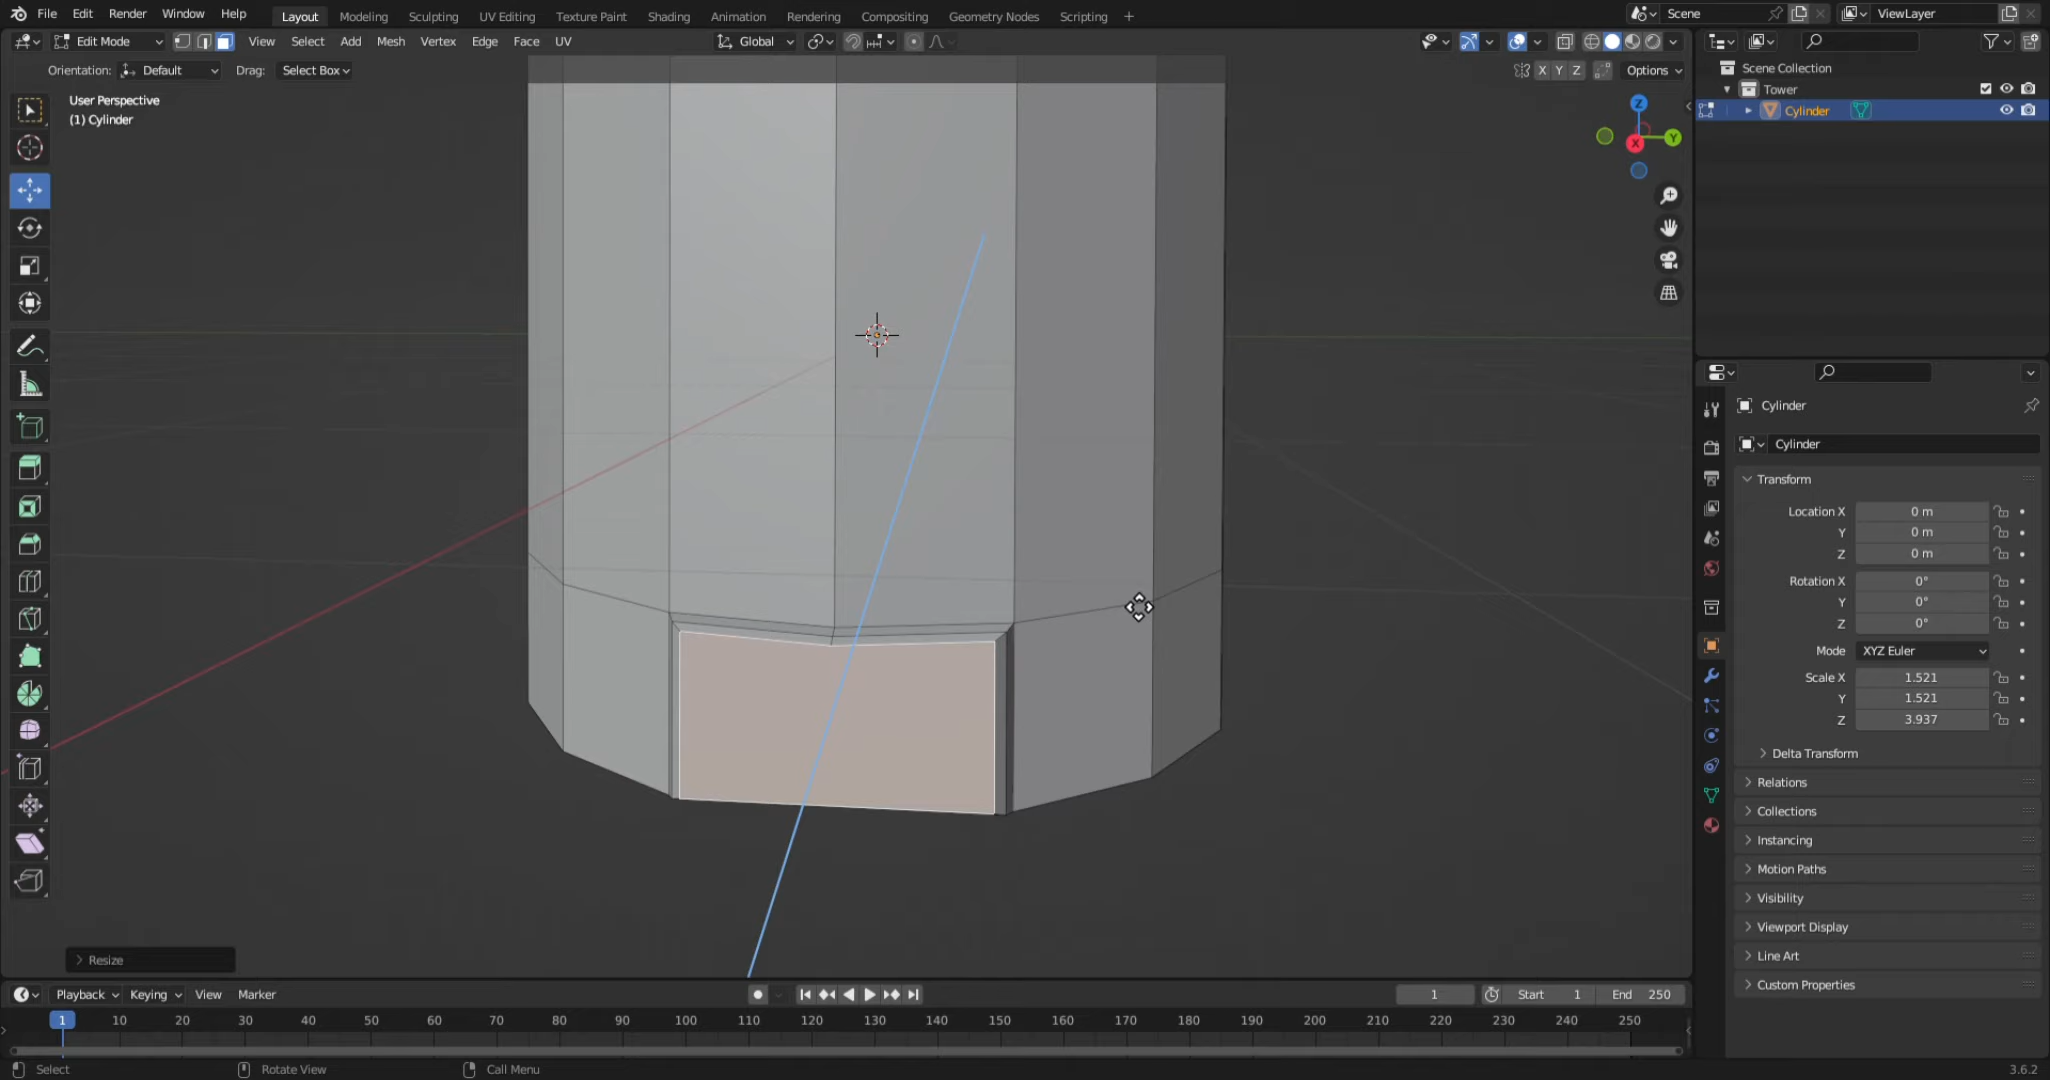 File Edit Render Window Help Layout Modeling Sculpting UV Editing Texture Paint Shading Animation Rendering Compositing Geometry Nodes Scripting + Scene ViewLayer
Edit Mode View Select Add Mesh Vertex Edge Face UV Global
Orientation: Default Drag: Select Box X Y Z Options
User Perspective
(1) Cylinder
Z
Y
X
Scene Collection
Tower
Cylinder
Cylinder
Cylinder
Transform
Location X 0 m
Y 0 m
Z 0 m
Rotation X 0°
Y 0°
Z 0°
Mode XYZ Euler
Scale X 1.521
Y 1.521
Z 3.937
Delta Transform
Relations
Collections
Instancing
Motion Paths
Visibility
Viewport Display
Line Art
Custom Properties
Resize
Playback Keying View Marker 1 Start 1 End 250
1 10 20 30 40 50 60 70 80 90 100 110 120 130 140 150 160 170 180 190 200 210 220 230 240 250
Select Rotate View Call Menu 3.6.2